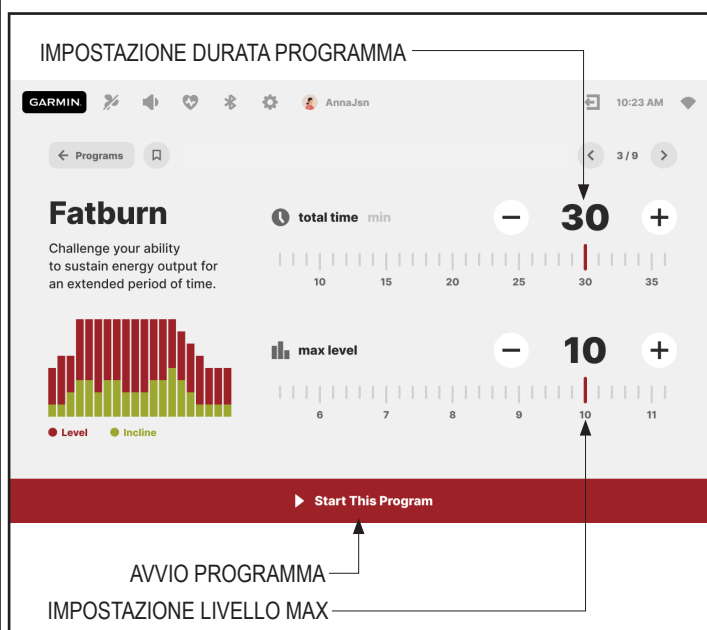 IMPOSTAZIONE DURATA PROGRAMMA
GARMIN. AnnaJsn 10:23 AM
Programs 3 / 9
Fatburn
Challenge your ability
to sustain energy output for
an extended period of time.
total time min 30
10 15 20 25 30 35
max level 10
6 7 8 9 10 11
Level Incline
Start This Program
AVVIO PROGRAMMA
IMPOSTAZIONE LIVELLO MAX